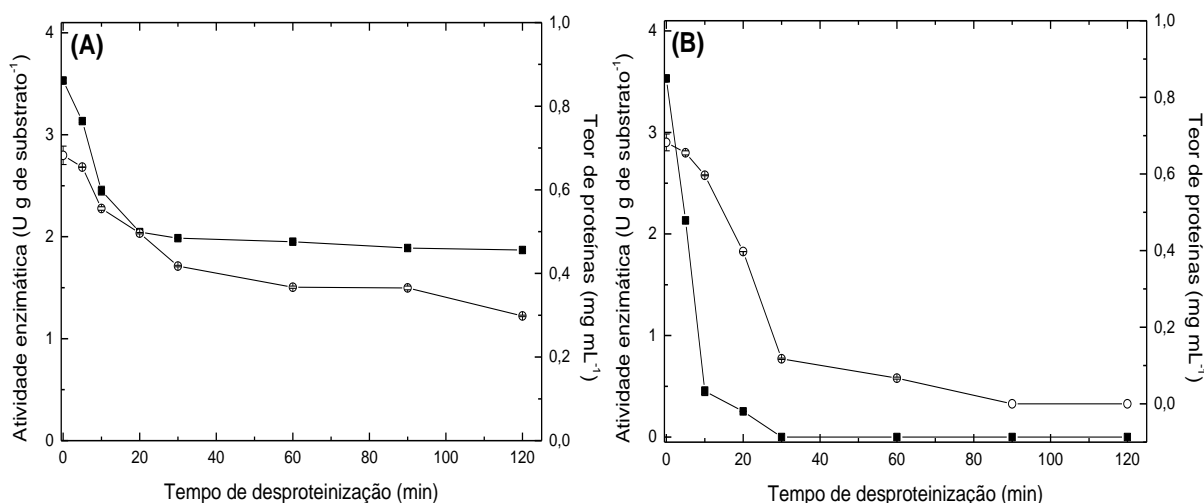 (A)
Atividade enzimática (U g de substrato-1)
4
3
2
1
0
1,0
0,8
0,6
0,4
0,2
0,0
Teor de proteínas (mg mL-1)
0 20 40 60 80 100 120
Tempo de desproteinização (min)
(B)
Atividade enzimática (U g de substrato-1)
4
3
2
1
0
1,0
0,8
0,6
0,4
0,2
0,0
Teor de proteínas (mg mL-1)
0 20 40 60 80 100 120
Tempo de desproteinização (min)